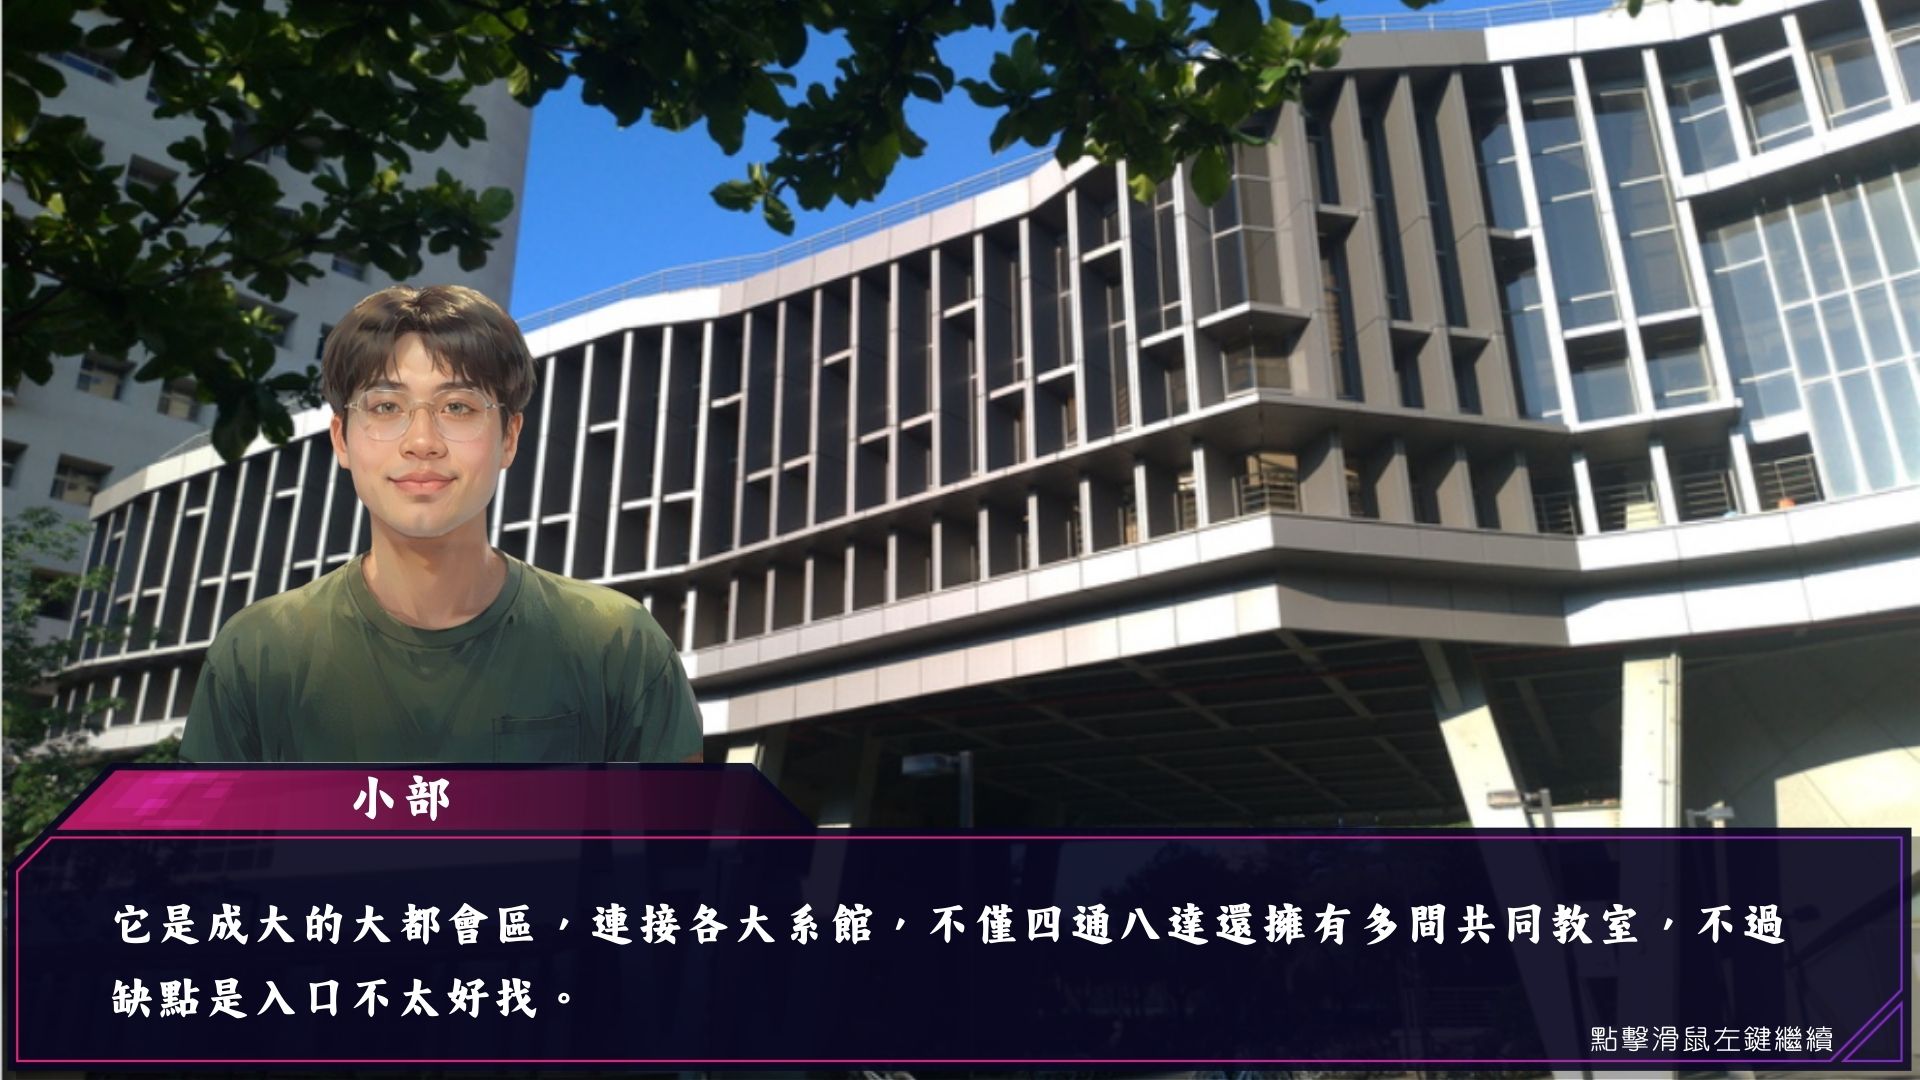 小部
它是成大的大都會區，連接各大系館，不僅四通八達還擁有多間共同教室，不過
缺點是入口不太好找。
點擊滑鼠左鍵繼續